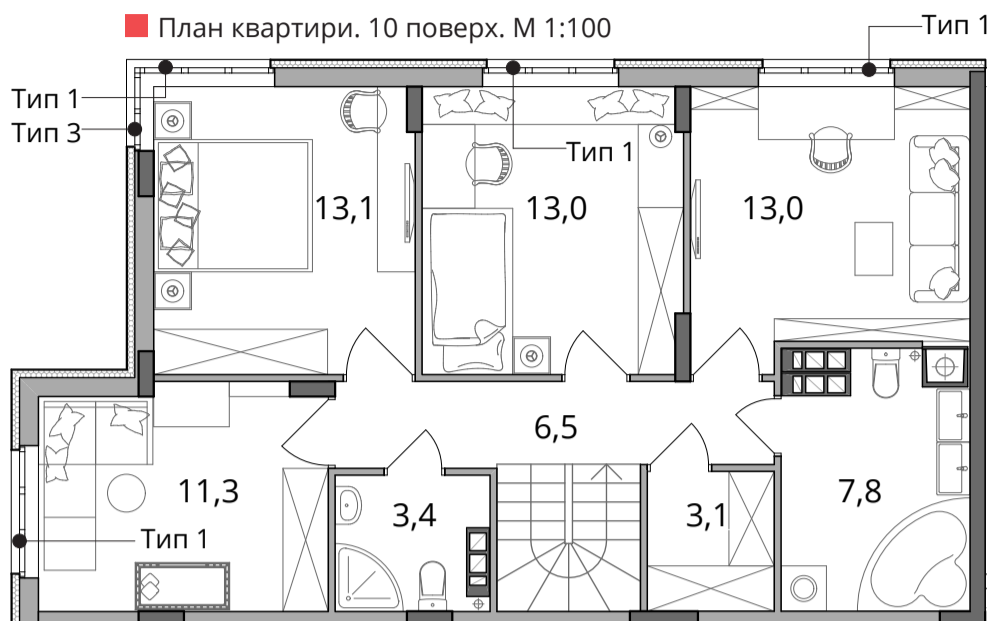 План квартири. 10 поверх. М 1:100
Тип 1
Тип 1
Тип 3
Тип 1
13,1
13,0
13,0
6,5
11,3
3,4
3,1
7,8
Тип 1